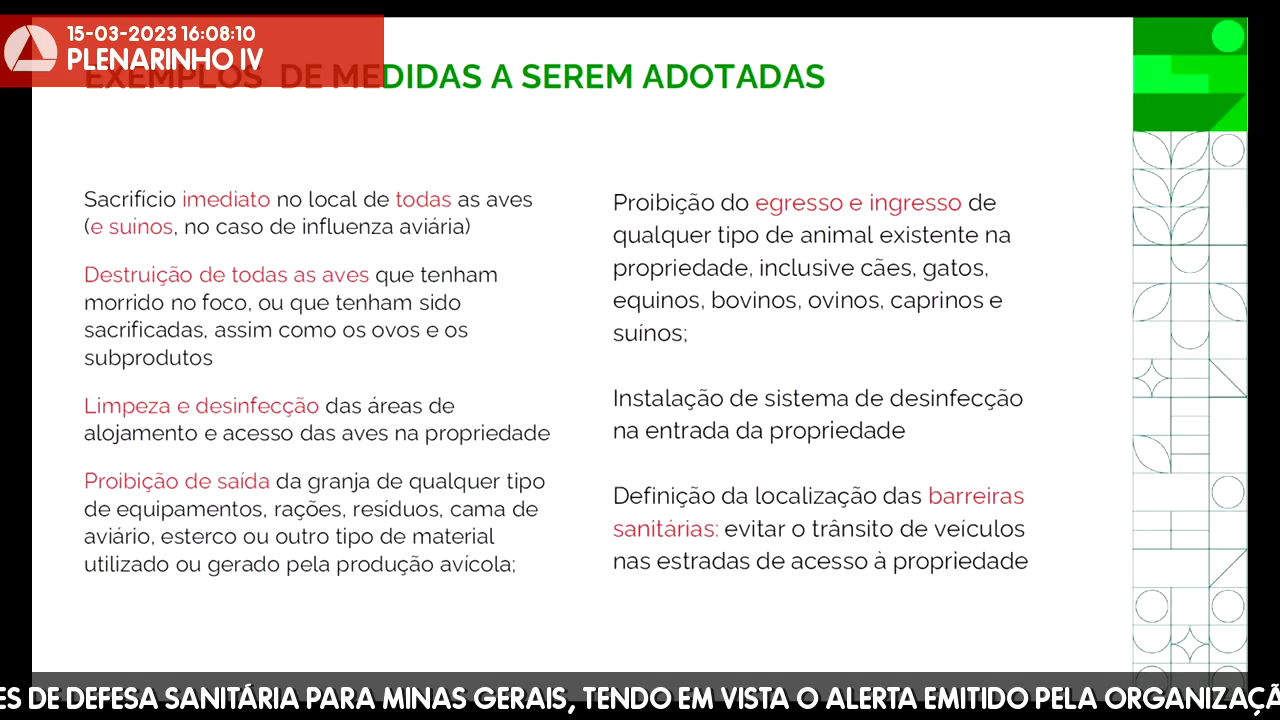 15-03-2023 16:08:10
PLENARINHO IV
EXEMPLOS DE MEDIDAS A SEREM ADOTADAS
Sacrifício imediato no local de todas as aves
(e suínos, no caso de influenza aviária)
Destruição de todas as aves que tenham
morrido no foco, ou que tenham sido
sacrificadas, assim como os ovos e os
subprodutos
Limpeza e desinfecção das áreas de
alojamento e acesso das aves na propriedade
Proibição de saída da granja de qualquer tipo
de equipamentos, rações, resíduos, cama de
aviário, esterco ou outro tipo de material
utilizado ou gerado pela produção avícola;
Proibição do egresso e ingresso de
qualquer tipo de animal existente na
propriedade, inclusive cães, gatos,
equinos, bovinos, ovinos, caprinos e
suínos;
Instalação de sistema de desinfecção
na entrada da propriedade
Definição da localização das barreiras
sanitárias: evitar o trânsito de veículos
nas estradas de acesso à propriedade
ES DE DEFESA SANITÁRIA PARA MINAS GERAIS, TENDO EM VISTA O ALERTA EMITIDO PELA ORGANIZAÇÃ